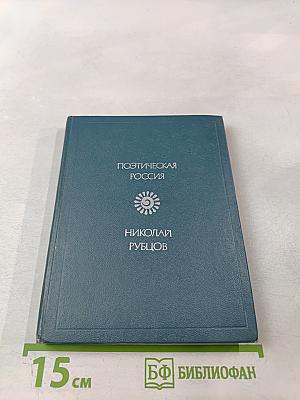 ПОЭТИЧЕСКАЯ
РОССИЯ
НИКОЛАЙ
РУБЦОВ
15 см
БФ БИБЛИОФАН